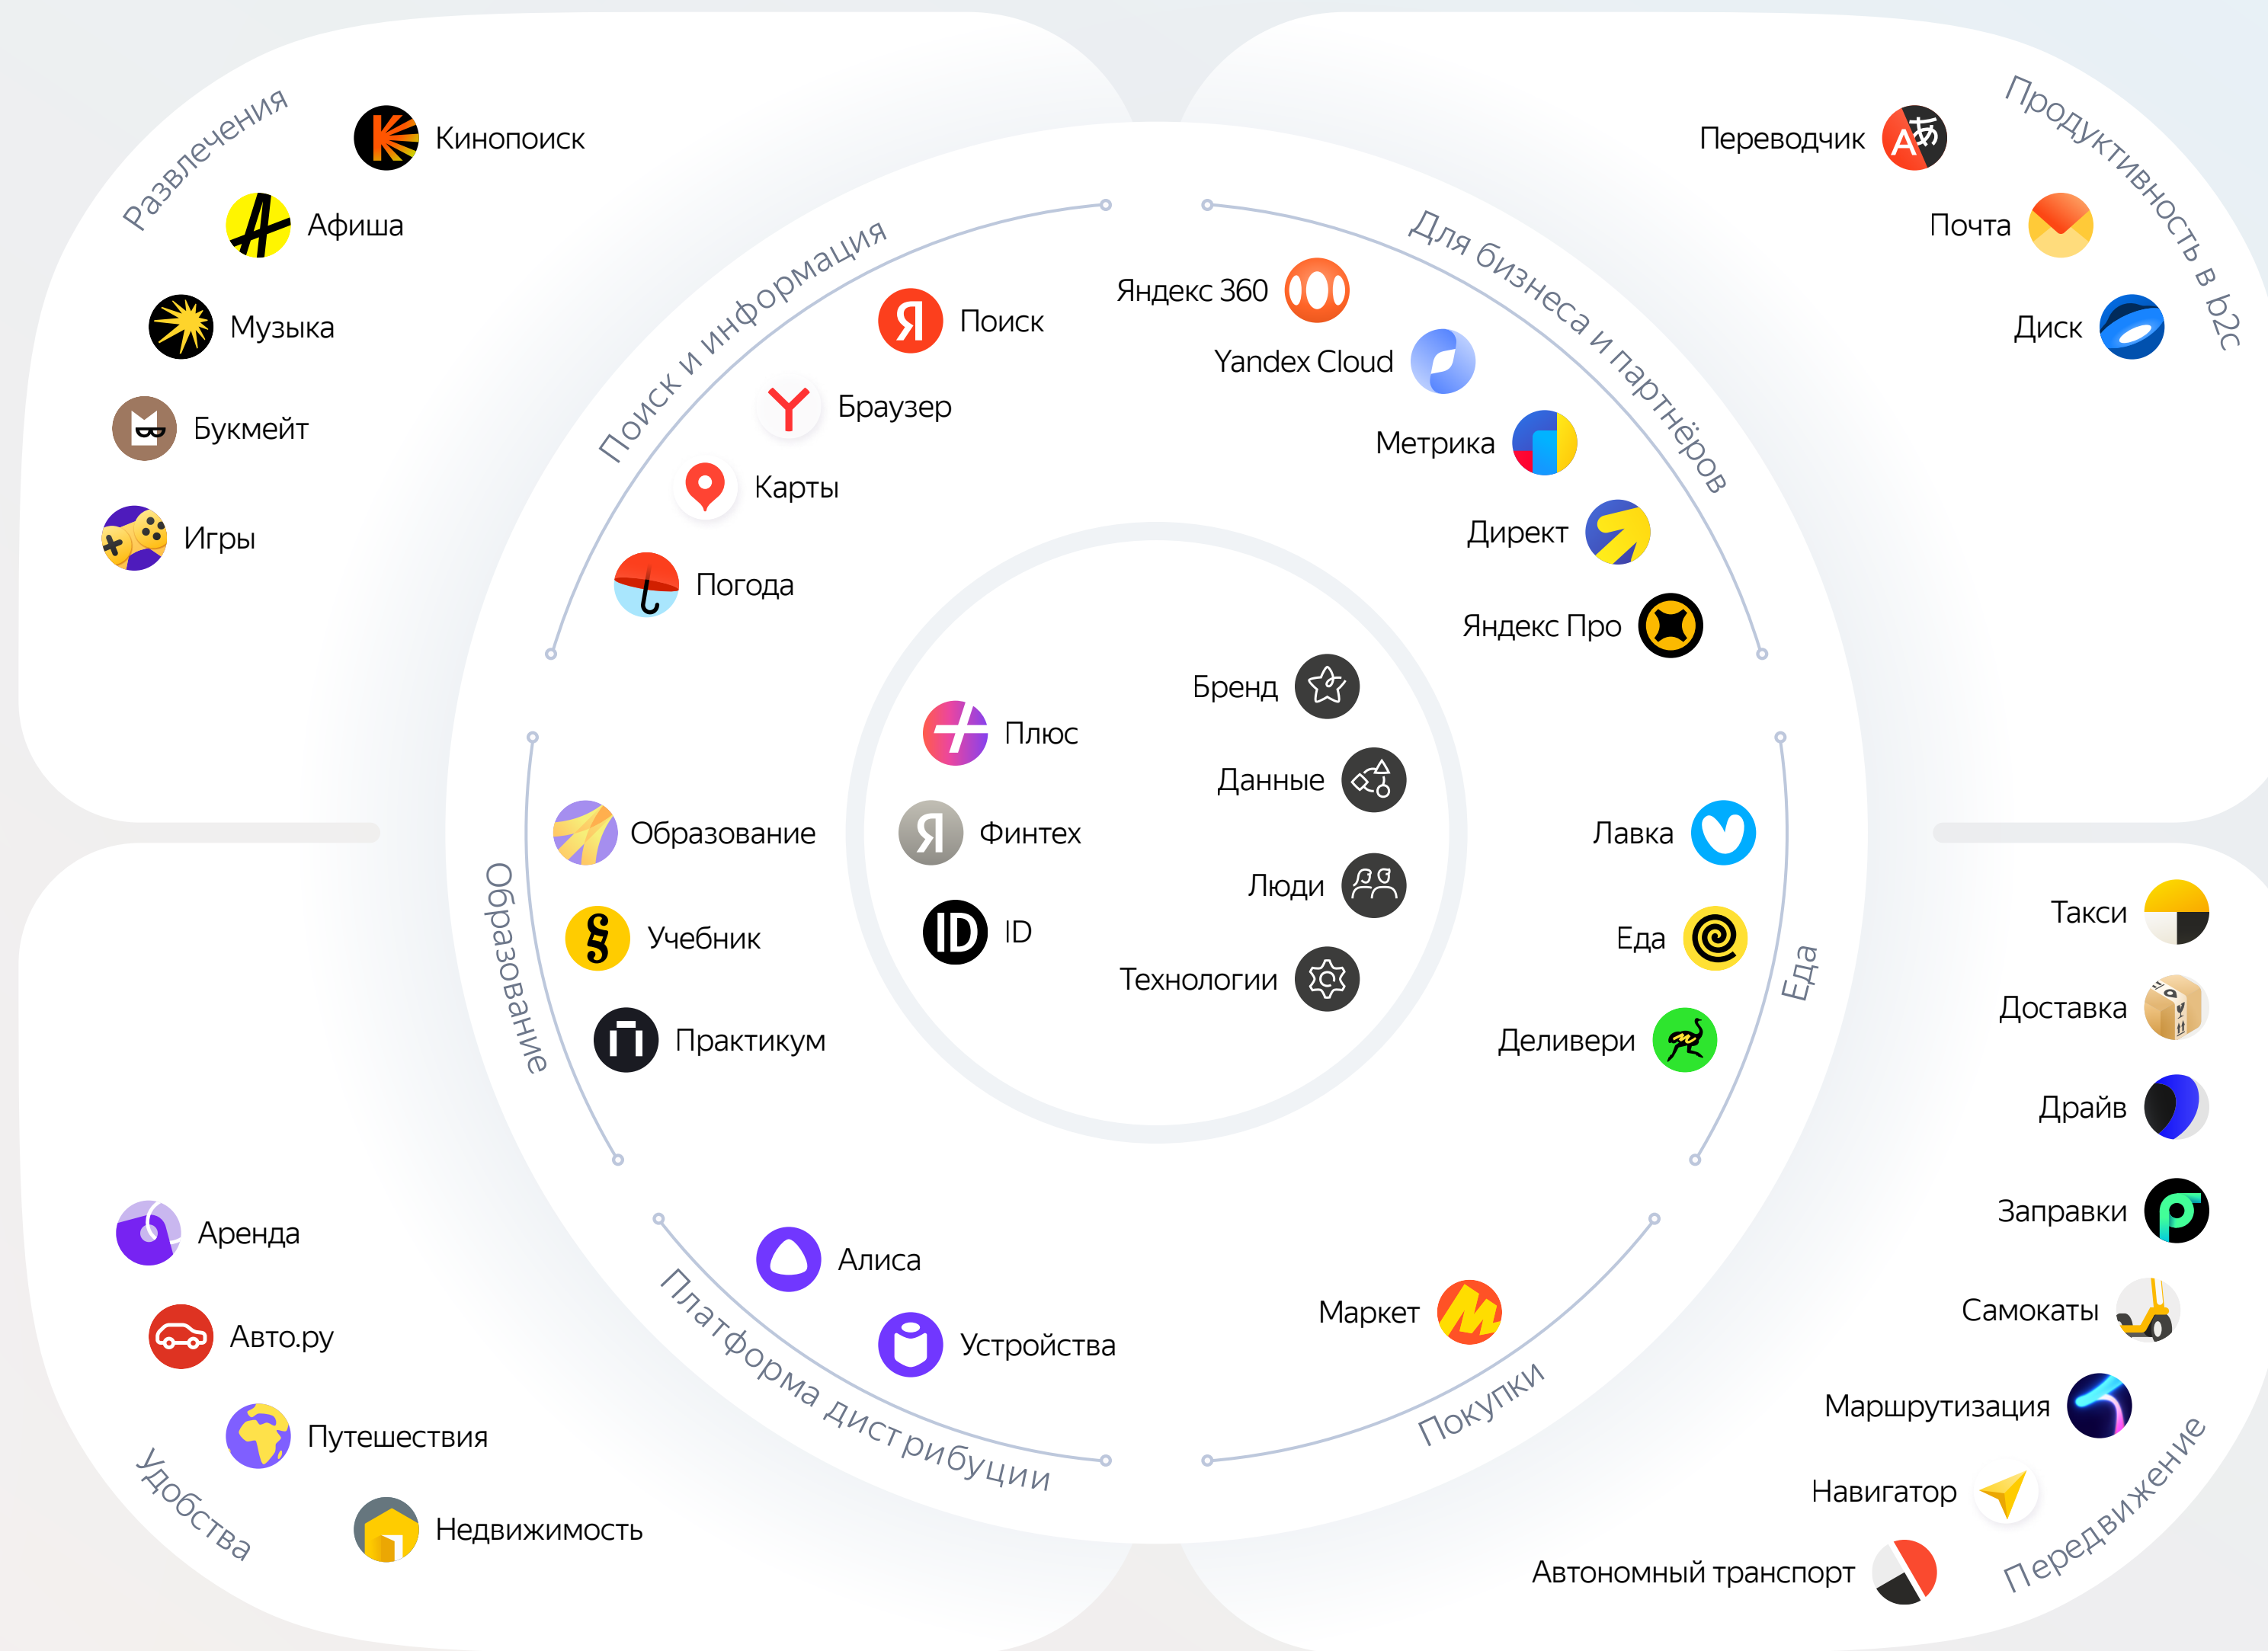 Развлечения
Кинопоиск
Афиша
Музыка
Букмейт
Игры
Продуктивность в b2c
Переводчик
Почта
Диск
Поиск и информация
Поиск
Браузер
Карты
Погода
Для бизнеса и партнёров
Яндекс 360
Yandex Cloud
Метрика
Директ
Яндекс Про
Плюс
Финтех
ID
ID
Бренд
Данные
Люди
Технологии
Образование
Образование
Учебник
Практикум
Еда
Лавка
Еда
Деливери
Платформа дистрибуции
Алиса
Устройства
Покупки
Маркет
Удобства
Аренда
Авто.ру
Путешествия
Недвижимость
Передвижение
Такси
Доставка
Драйв
Заправки
Самокаты
Маршрутизация
Навигатор
Автономный транспорт